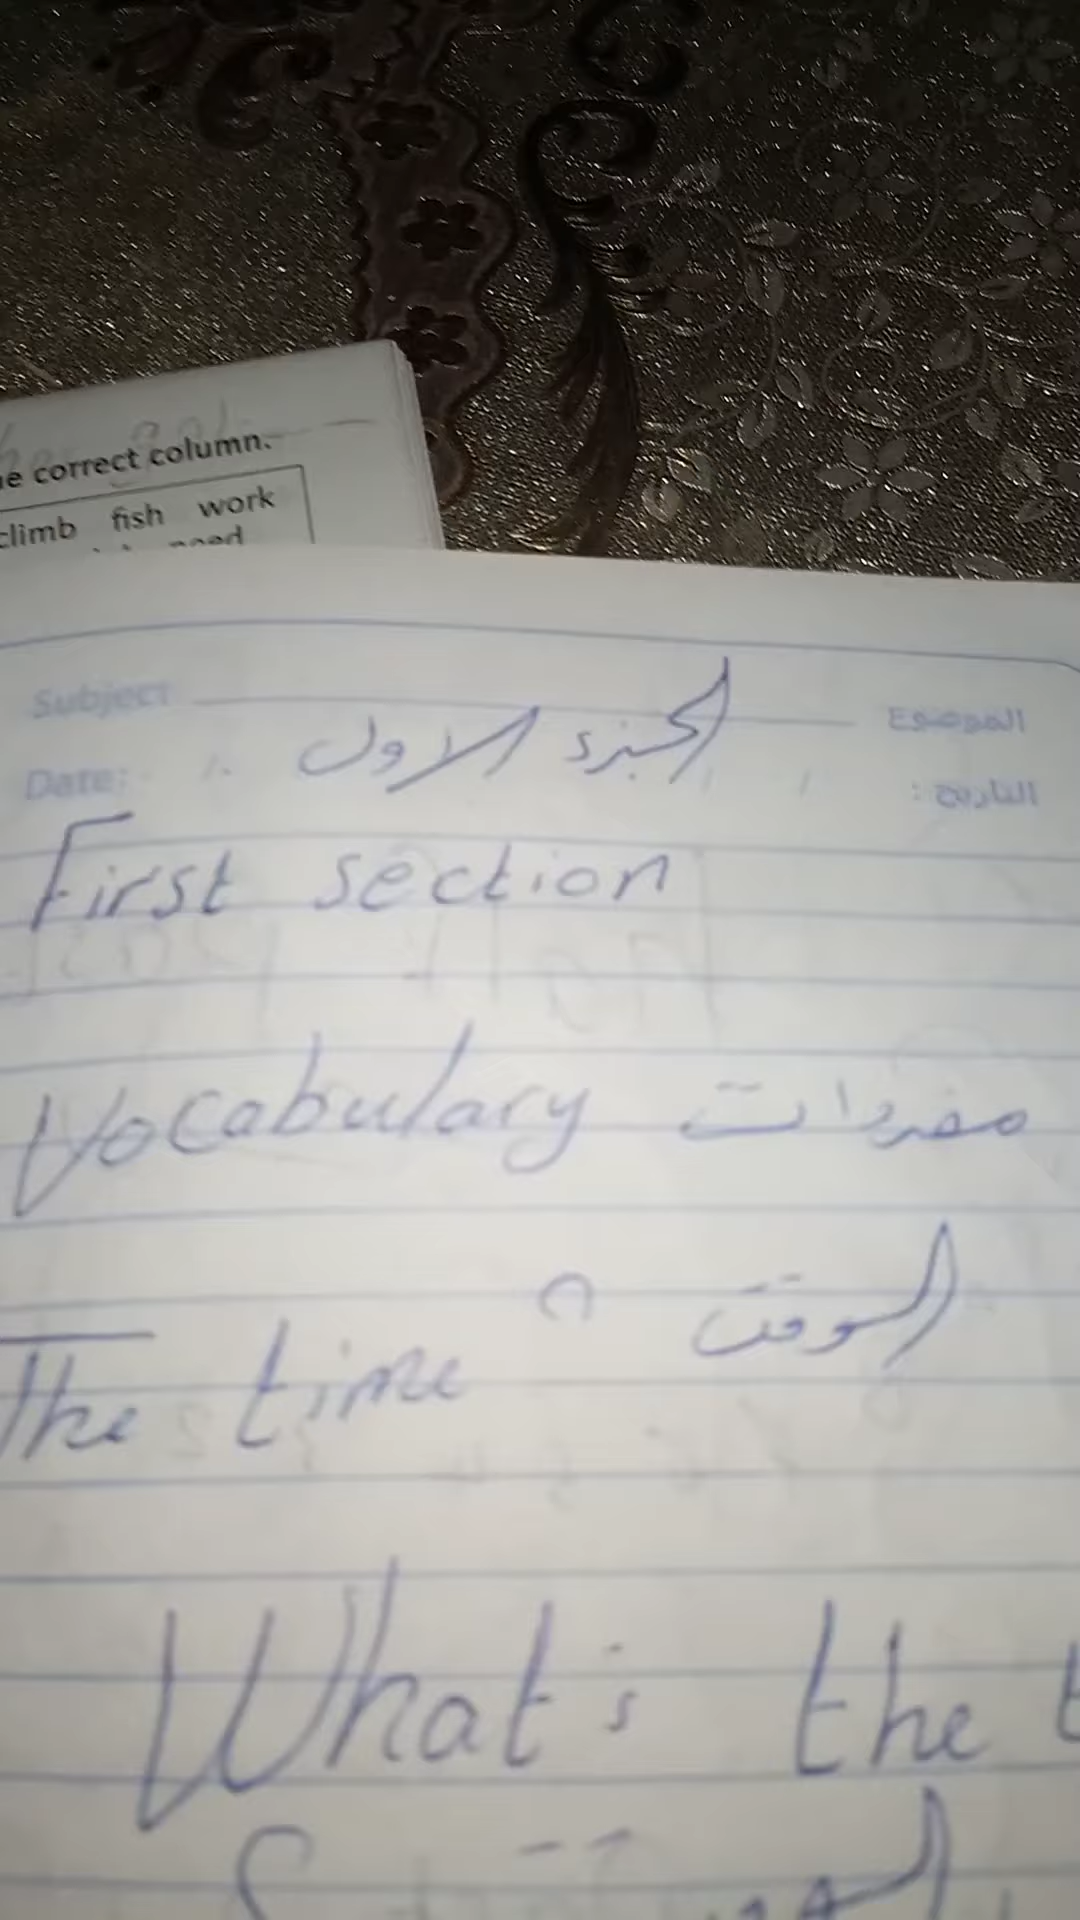 correct column.
climb fish work
need
Subject الموضوع
الجزء الاول
Date: التاريخ :
First section
Vocabulary مفردات
The time الوقت
What's the